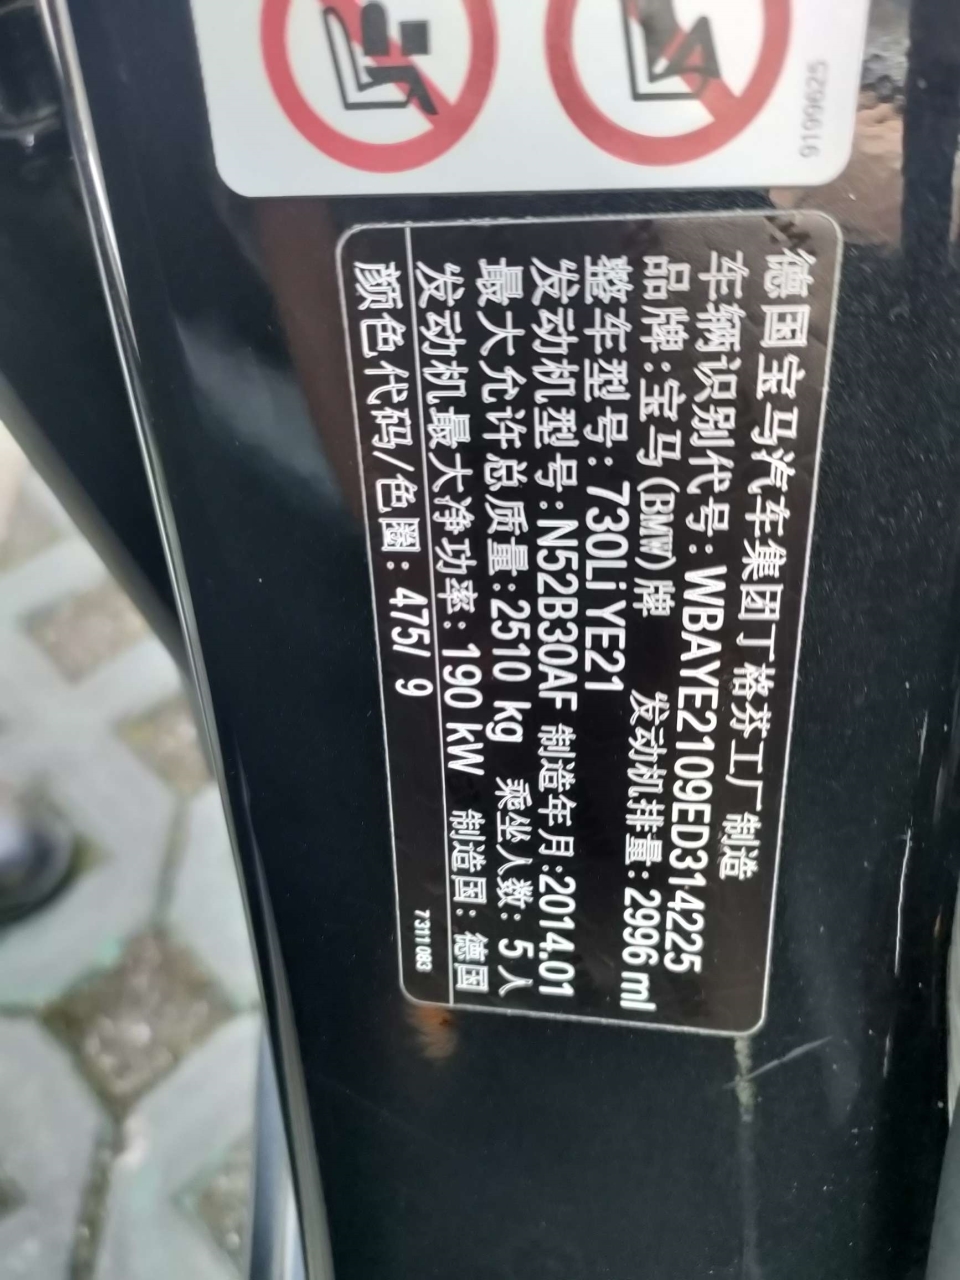 5290016
德国宝马汽车集团丁格芬工厂 制造
车辆识别代号:WBAYE2109ED314225
品牌:宝马(BMW)牌 发动机排量:2996 ml
整车型号:730Li YE21
发动机型号:N52B30AF 制造年月:2014.01
最大允许总质量:2510 kg 乘坐人数: 5 人
发动机最大净功率: 190 kW 制造国: 德国
颜色代码/色圈: 475/ 9
7311083